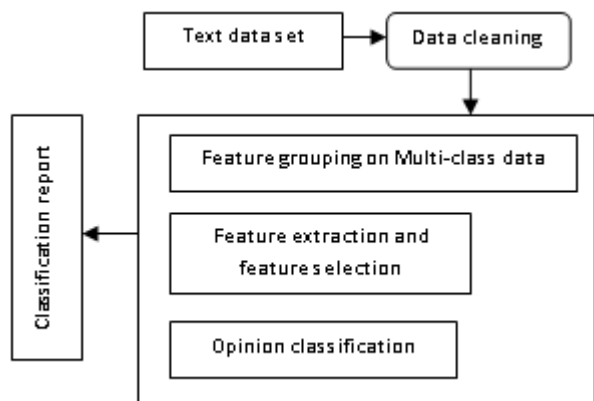 Text data set
Data cleaning
Feature grouping on Multi-class data
Feature extraction and
feature selection
Opinion classification
Classification report